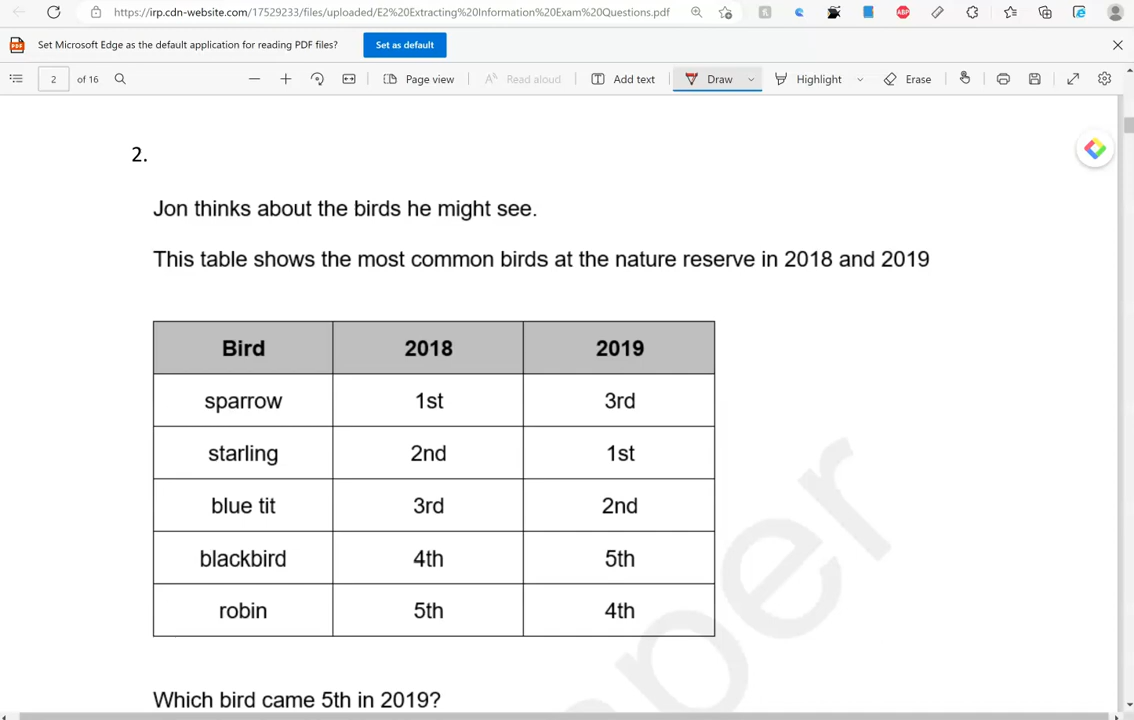 https://irp.cdn-website.com/17529233/files/uploaded/E2%20Extracting%20Information%20Exam%20Questions.pdf
ABP
PDF
Set Microsoft Edge as the default application for reading PDF files? Set as default
2 of 16 Page view Read aloud Add text Draw Highlight Erase
2.
Jon thinks about the birds he might see.
This table shows the most common birds at the nature reserve in 2018 and 2019
Bird 2018 2019
sparrow 1st 3rd
starling 2nd 1st
blue tit 3rd 2nd
blackbird 4th 5th
robin 5th 4th
Which bird came 5th in 2019?